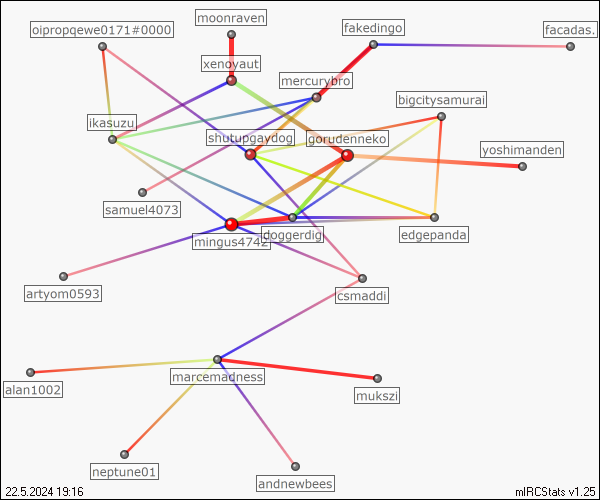 moonraven
oipropqewe0171#0000
fakedingo
facadas.
xenoyaut
mercurybro
bigcitysamurai
ikasuzu
shutupgaydog
gorudenneko
yoshimanden
samuel4073
mingus4742
doggerdig
edgepanda
artyom0593
csmaddi
marcemadness
alan1002
mukszi
neptune01
andnewbees
22.5.2024 19:16
mIRCStats v1.25